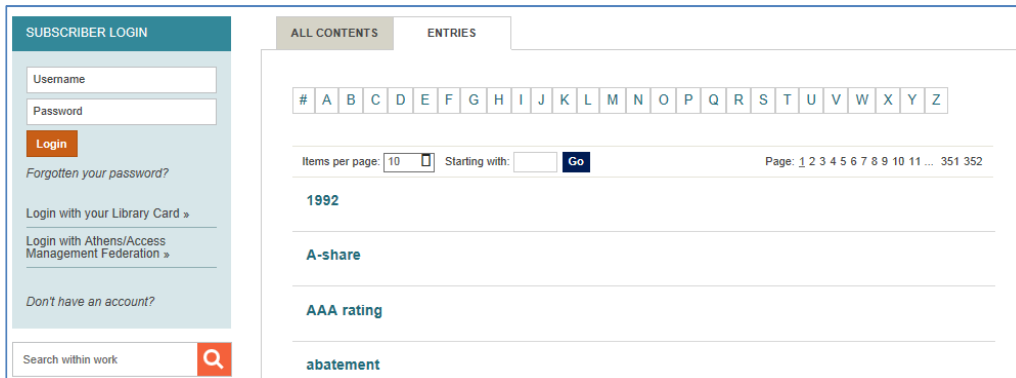 SUBSCRIBER LOGIN
Username
Password
Login
Forgotten your password?
Login with your Library Card »
Login with Athens/Access
Management Federation »
Don't have an account?
Search within work
ALL CONTENTS ENTRIES
# A B C D E F G H I J K L M N O P Q R S T U V W X Y Z
Items per page: 10 Starting with: Go Page: 1 2 3 4 5 6 7 8 9 10 11 ... 351 352
1992
A-share
AAA rating
abatement